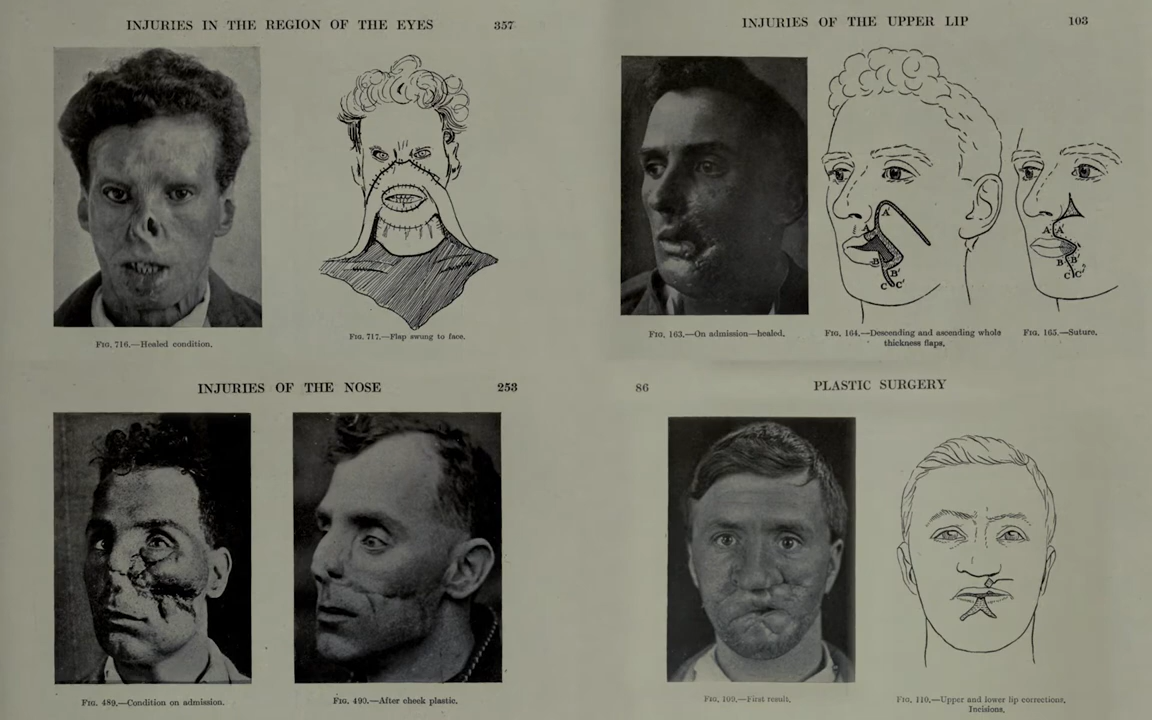 INJURIES IN THE REGION OF THE EYES 357
FIG. 716.—Healed condition.
FIG. 717.—Flap swung to face.
INJURIES OF THE UPPER LIP 103
A'
A
B
B'
C C'
A A'
B B'
C C'
FIG. 163.—On admission—healed.
FIG. 164.—Descending and ascending whole
thickness flaps.
FIG. 165.—Suture.
INJURIES OF THE NOSE 253
FIG. 489.—Condition on admission.
FIG. 490.—After cheek plastic.
86 PLASTIC SURGERY
FIG. 109.—First result.
FIG. 110.—Upper and lower lip corrections.
Incisions.